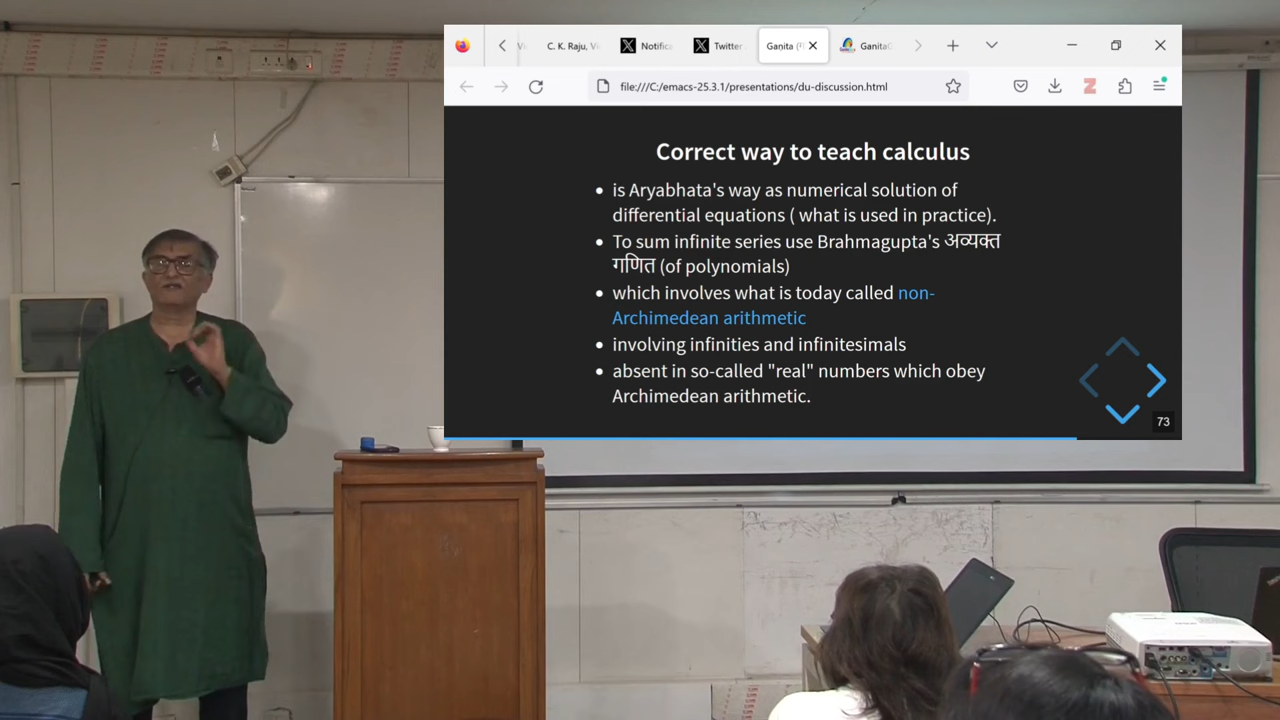 C. K. Raju, Vi
Notifica
Twitter
Gaṇita
GanitaG
file:///C:/emacs-25.3.1/presentations/du-discussion.html
Correct way to teach calculus
• is Aryabhata's way as numerical solution of
differential equations ( what is used in practice).
• To sum infinite series use Brahmagupta's अव्यक्त
गणित (of polynomials)
• which involves what is today called non-
Archimedean arithmetic
• involving infinities and infinitesimals
• absent in so-called "real" numbers which obey
Archimedean arithmetic.
73